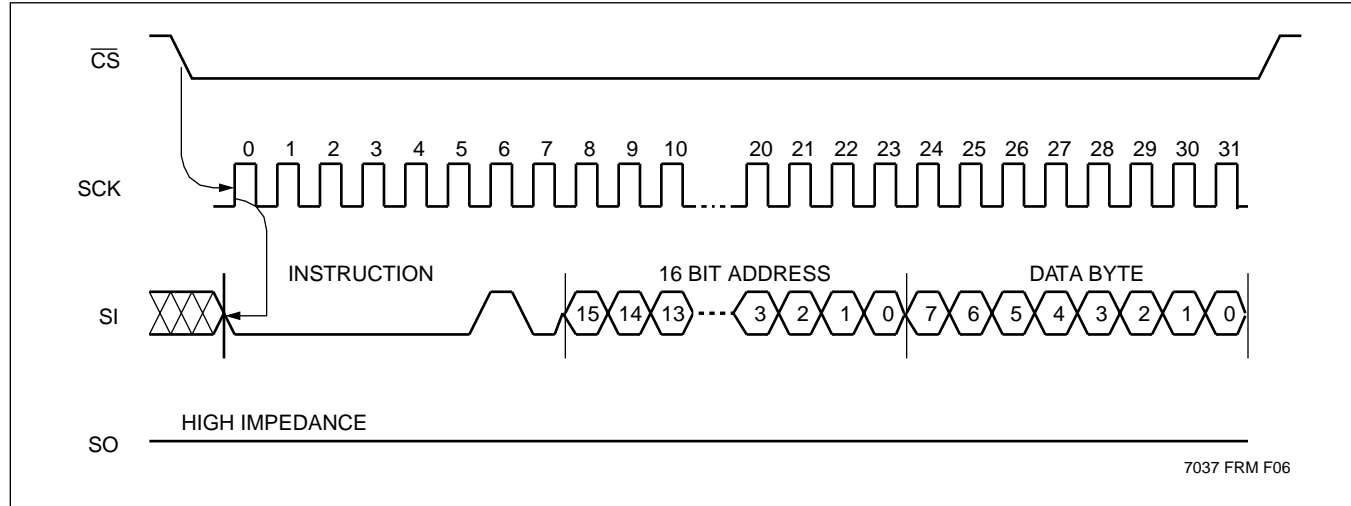 CS
0 1 2 3 4 5 6 7 8 9 10 20 21 22 23 24 25 26 27 28 29 30 31
SCK
INSTRUCTION 16 BIT ADDRESS DATA BYTE
SI 15 14 13 3 2 1 0 7 6 5 4 3 2 1 0
HIGH IMPEDANCE
SO
7037 FRM F06